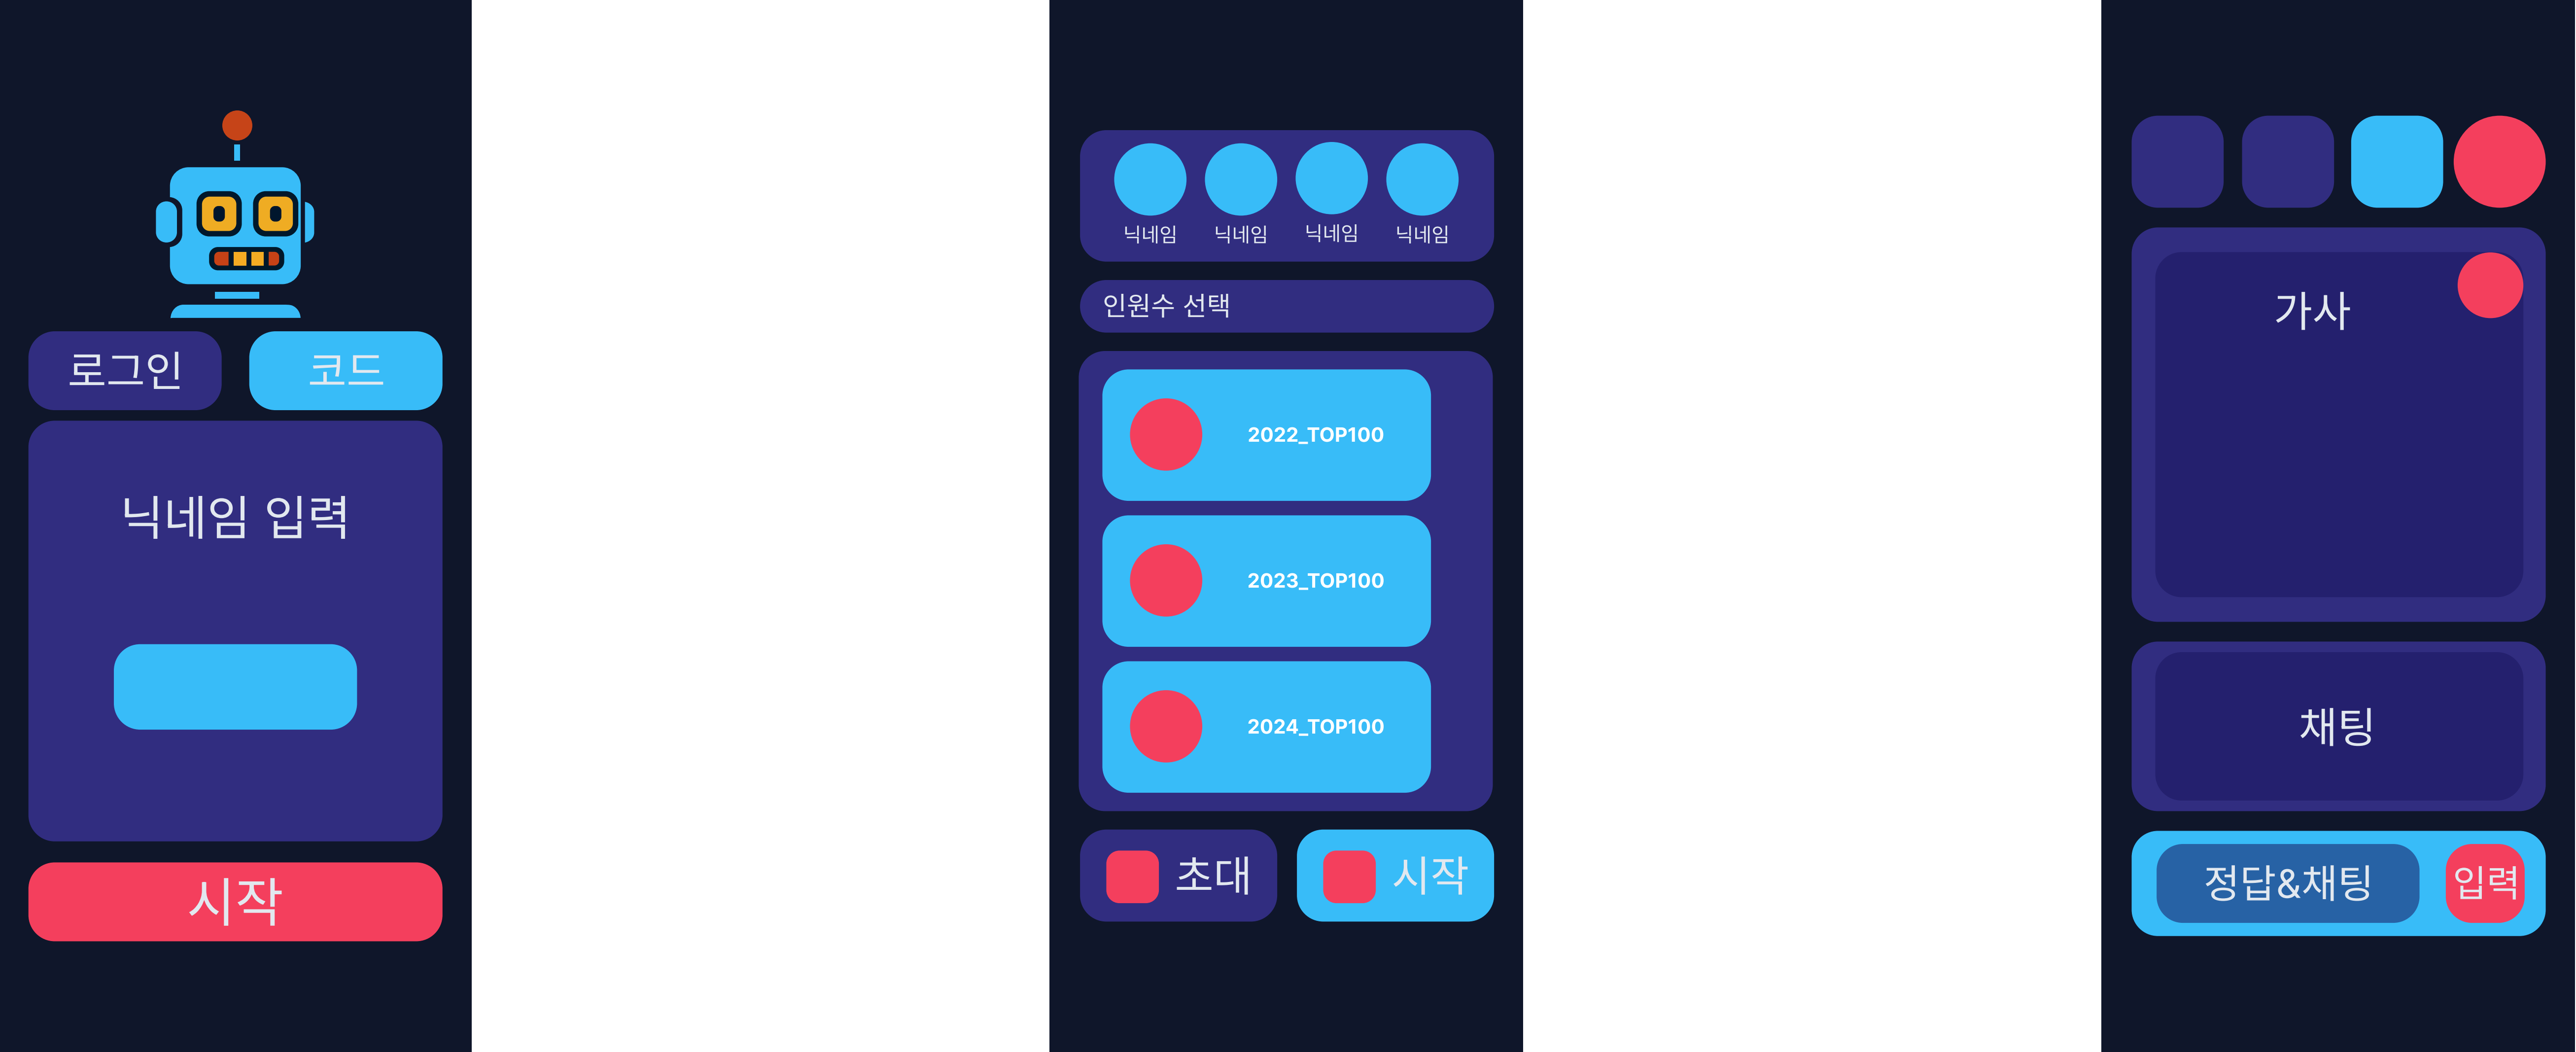 로그인
코드
닉네임 입력
시작
닉네임 닉네임 닉네임 닉네임
인원수 선택
2022_TOP100
2023_TOP100
2024_TOP100
초대
시작
가사
채팅
정답&채팅
입력